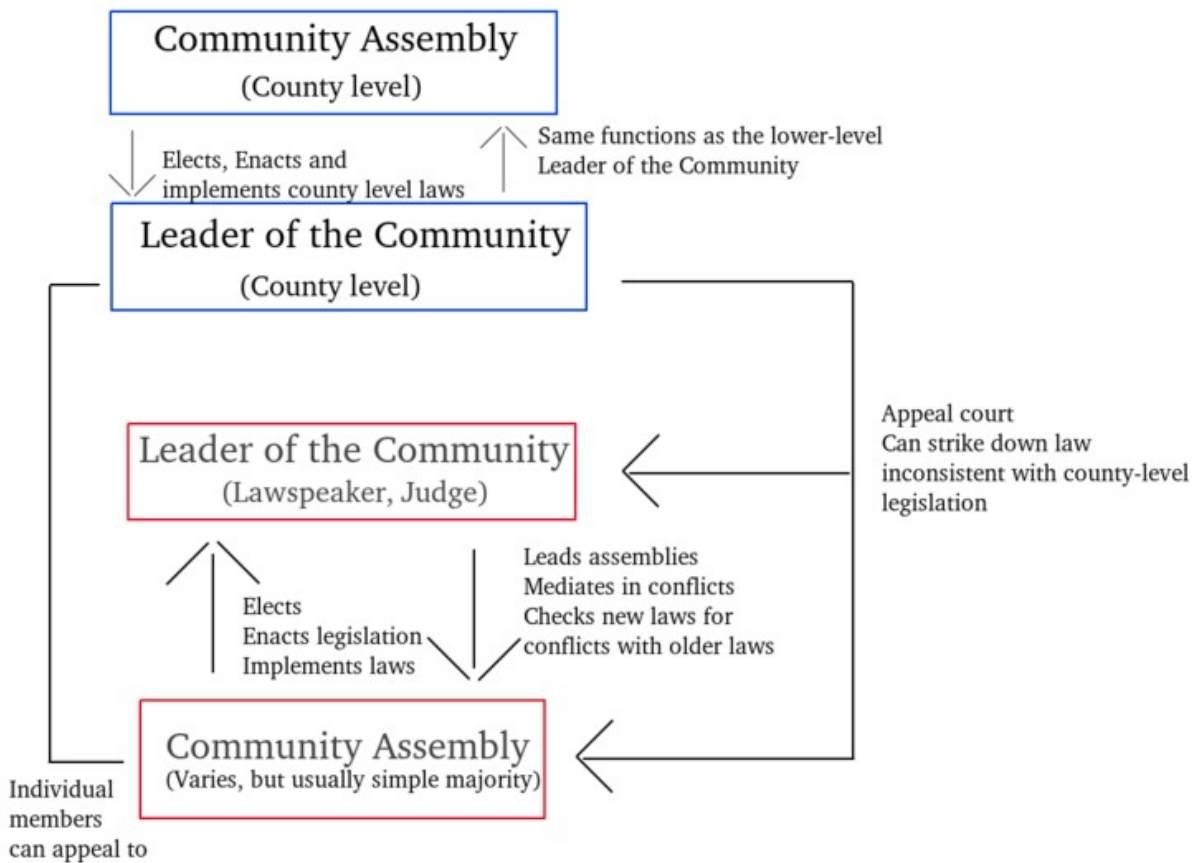 Community Assembly
(County level)
Elects, Enacts and
implements county level laws
Same functions as the lower-level
Leader of the Community
Leader of the Community
(County level)
Appeal court
Can strike down law
inconsistent with county-level
legislation
Leader of the Community
(Lawspeaker, Judge)
Elects
Enacts legislation
Implements laws
Leads assemblies
Mediates in conflicts
Checks new laws for
conflicts with older laws
Community Assembly
(Varies, but usually simple majority)
Individual
members
can appeal to